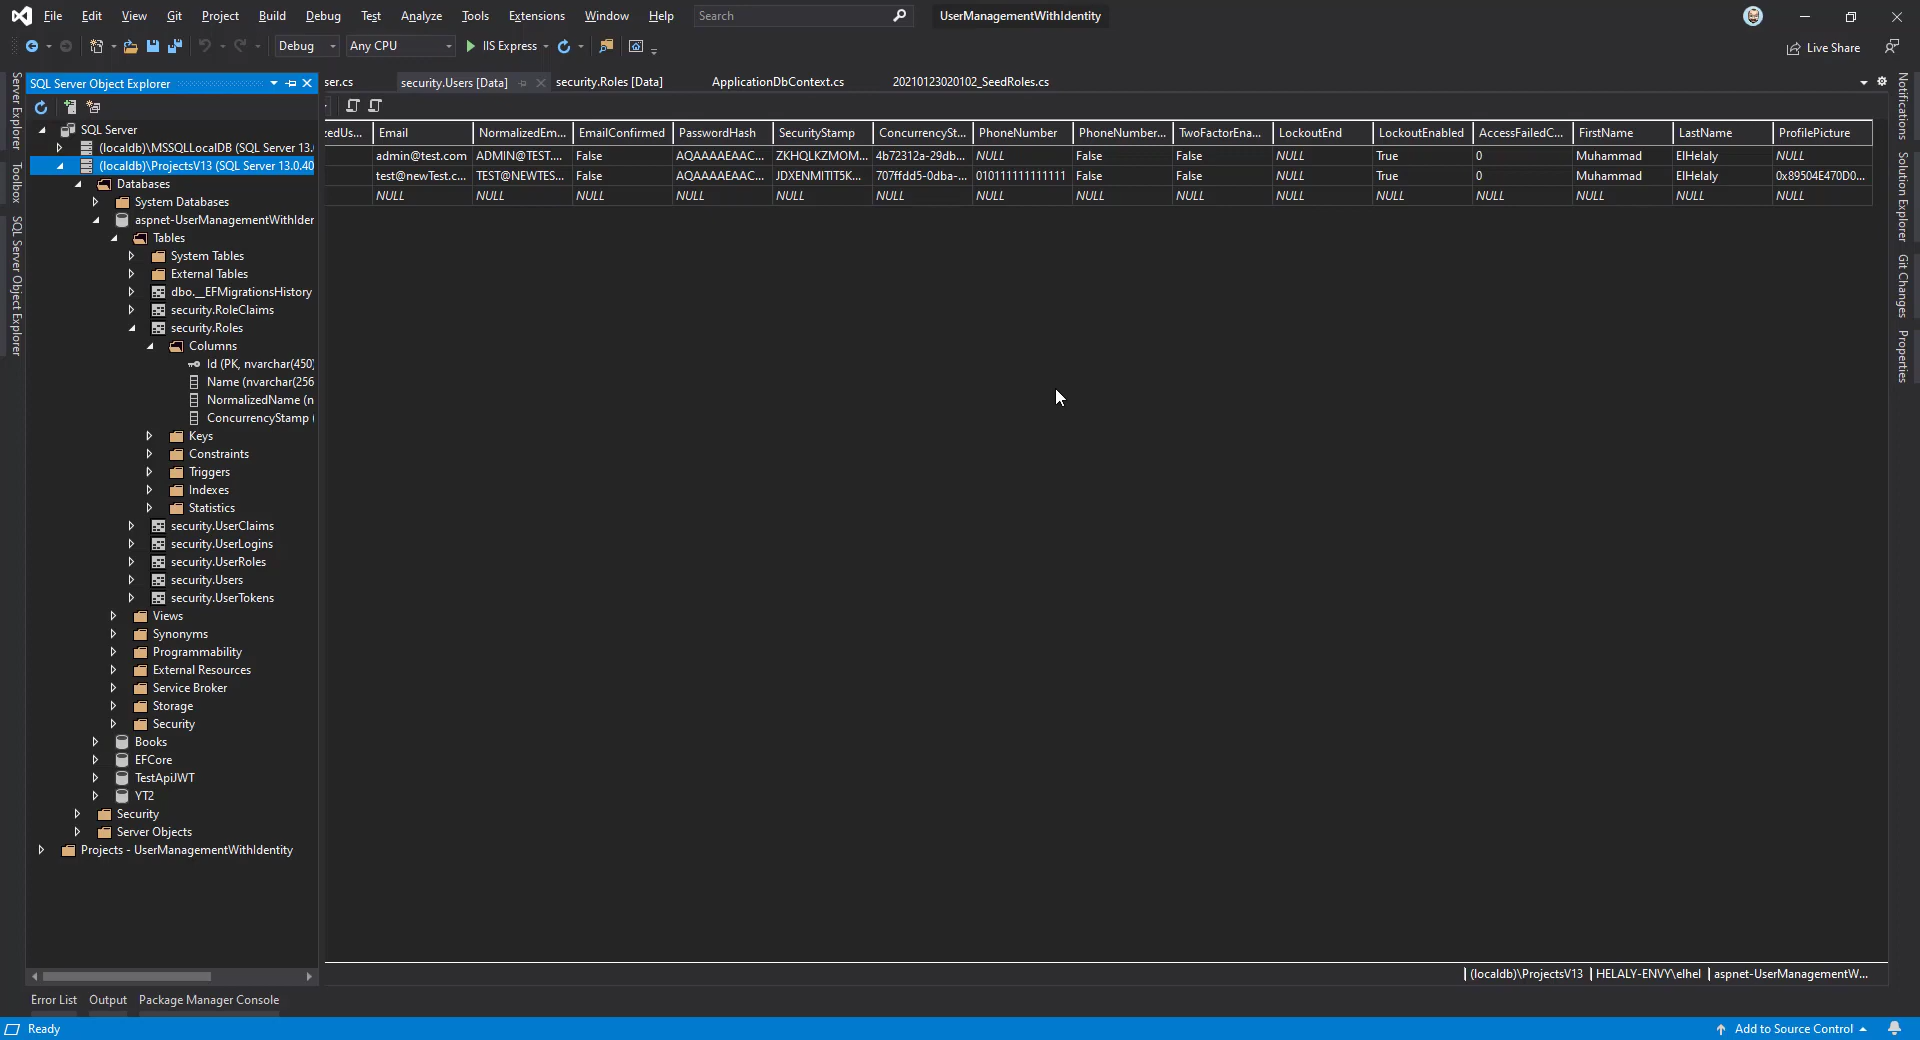 File Edit View Git Project Build Debug Test Analyze Tools Extensions Window Help Search UserManagementWithIdentity
Debug Any CPU IIS Express Live Share
Server Explorer
Toolbox
SQL Server Object Explorer
SQL Server Object Explorer
ser.cs security.Users [Data] security.Roles [Data] ApplicationDbContext.cs 20210123020102_SeedRoles.cs
SQL Server
(localdb)\MSSQLLocalDB (SQL Server 13.0
(localdb)\ProjectsV13 (SQL Server 13.0.40
Databases
System Databases
aspnet-UserManagementWithIden
Tables
System Tables
External Tables
dbo.__EFMigrationsHistory
security.RoleClaims
security.Roles
Columns
Id (PK, nvarchar(450)
Name (nvarchar(256
NormalizedName (n
ConcurrencyStamp (
Keys
Constraints
Triggers
Indexes
Statistics
security.UserClaims
security.UserLogins
security.UserRoles
security.Users
security.UserTokens
Views
Synonyms
Programmability
External Resources
Service Broker
Storage
Security
Books
EFCore
TestApiJWT
YT2
Security
Server Objects
Projects - UserManagementWithIdentity
zedUs... Email NormalizedEm... EmailConfirmed PasswordHash SecurityStamp ConcurrencySt... PhoneNumber PhoneNumber... TwoFactorEna... LockoutEnd LockoutEnabled AccessFailedC... FirstName LastName ProfilePicture
admin@test.com ADMIN@TEST.... False AQAAAAEAAC... ZKHQLKZMOM... 4b72312a-29db... NULL False False NULL True 0 Muhammad ElHelaly NULL
test@newTest.c... TEST@NEWTES... False AQAAAAEAAC... JDXENMITIT5K... 707ffdd5-0dba-... 010111111111111 False False NULL True 0 Muhammad ElHelaly 0x89504E470D0...
NULL NULL NULL NULL NULL NULL NULL NULL NULL NULL NULL NULL NULL NULL NULL
Notifications
Solution Explorer
Git Changes
Properties
(localdb)\ProjectsV13 HELALY-ENVY\elhel aspnet-UserManagementW...
Error List Output Package Manager Console
Ready Add to Source Control